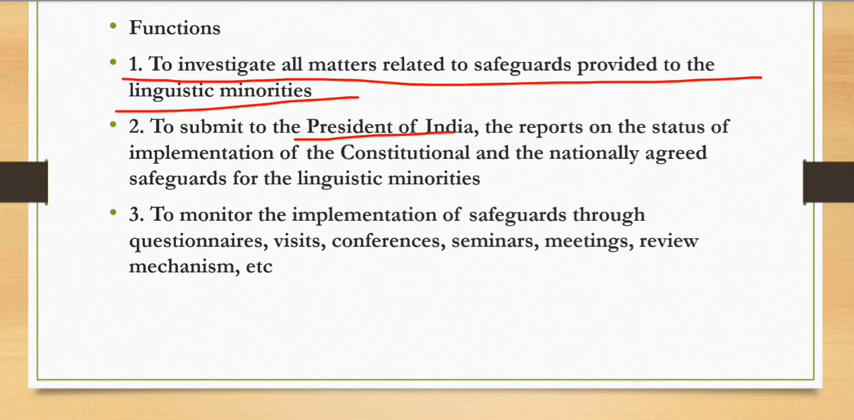 • Functions
• 1. To investigate all matters related to safeguards provided to the
linguistic minorities
• 2. To submit to the President of India, the reports on the status of
implementation of the Constitutional and the nationally agreed
safeguards for the linguistic minorities
• 3. To monitor the implementation of safeguards through
questionnaires, visits, conferences, seminars, meetings, review
mechanism, etc